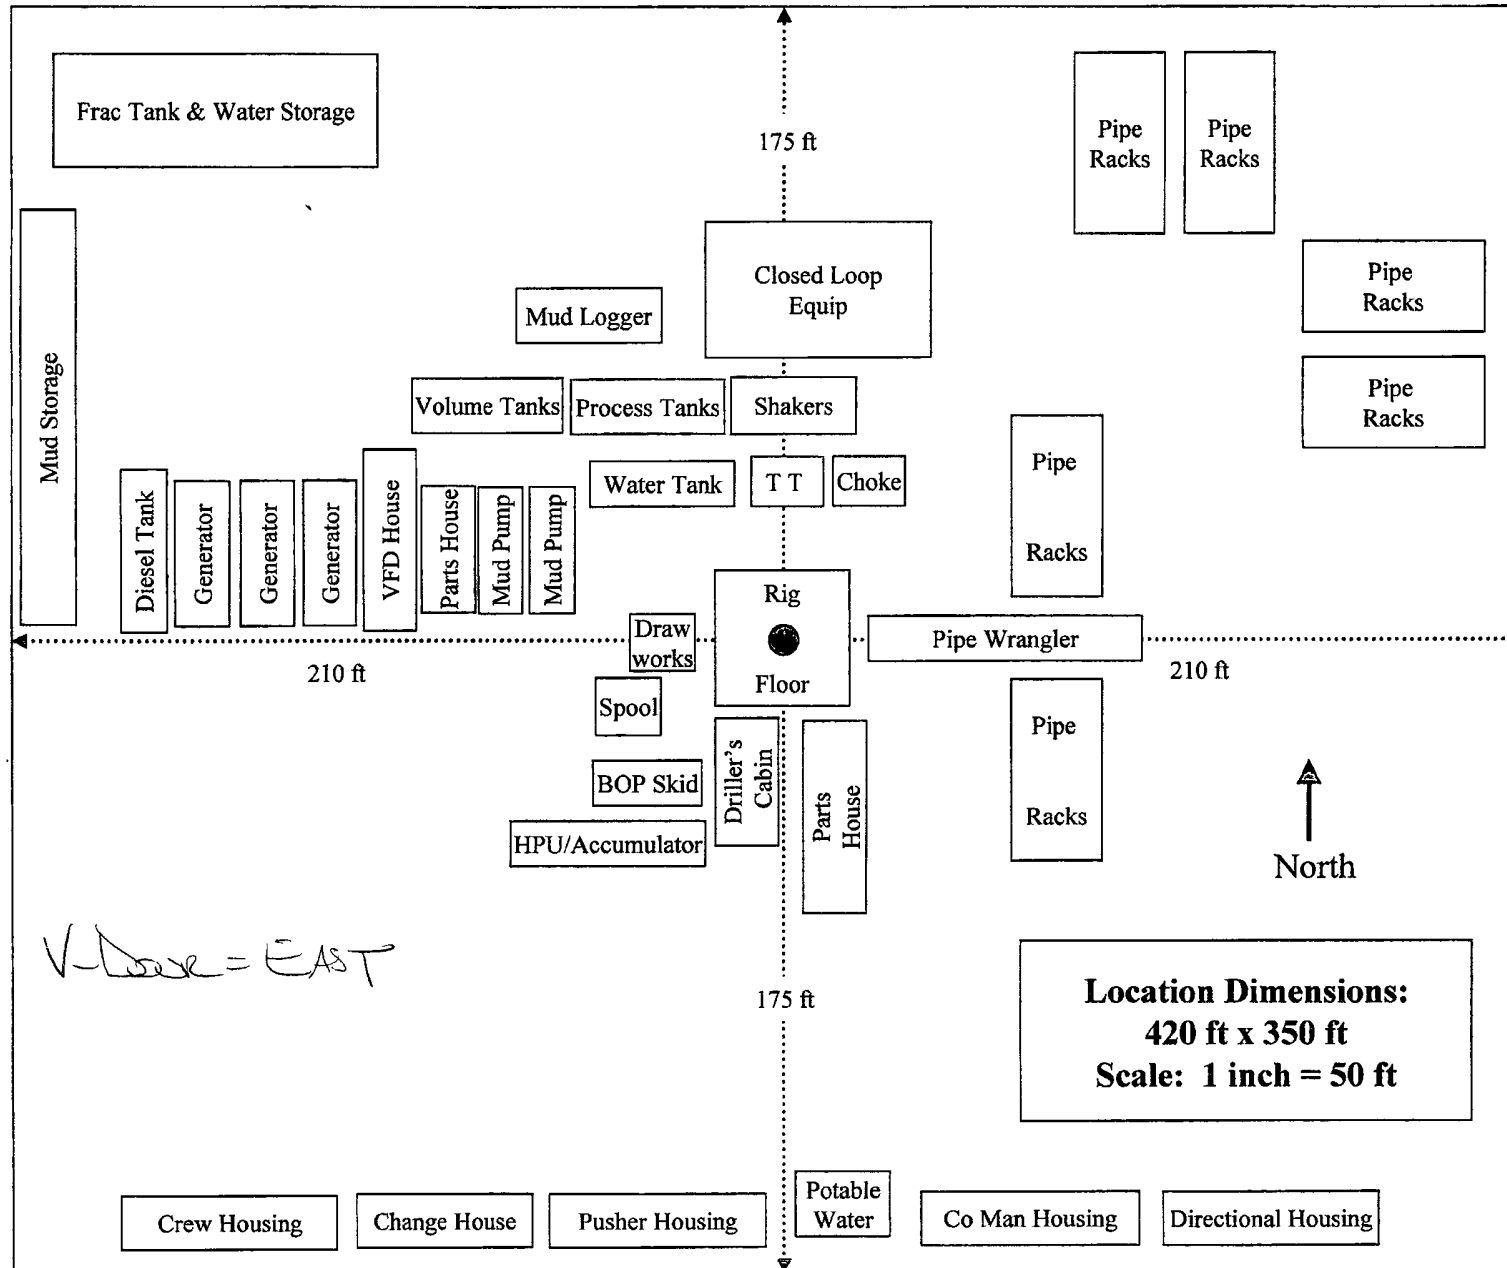 Frac Tank & Water Storage
175 ft
Pipe
Racks
Pipe
Racks
Closed Loop
Equip
Pipe
Racks
Mud Logger
Mud Storage
Volume Tanks
Process Tanks
Shakers
Pipe
Racks
Water Tank
T T
Choke
Pipe
Racks
Diesel Tank
Generator
Generator
Generator
VFD House
Parts House
Mud Pump
Mud Pump
Rig
Floor
Draw
works
Pipe Wrangler
210 ft
210 ft
Spool
BOP Skid
HPU/Accumulator
Driller's
Cabin
Parts
House
Pipe
Racks
North
V-Door = EAST
175 ft
Location Dimensions:
420 ft x 350 ft
Scale: 1 inch = 50 ft
Crew Housing
Change House
Pusher Housing
Potable
Water
Co Man Housing
Directional Housing